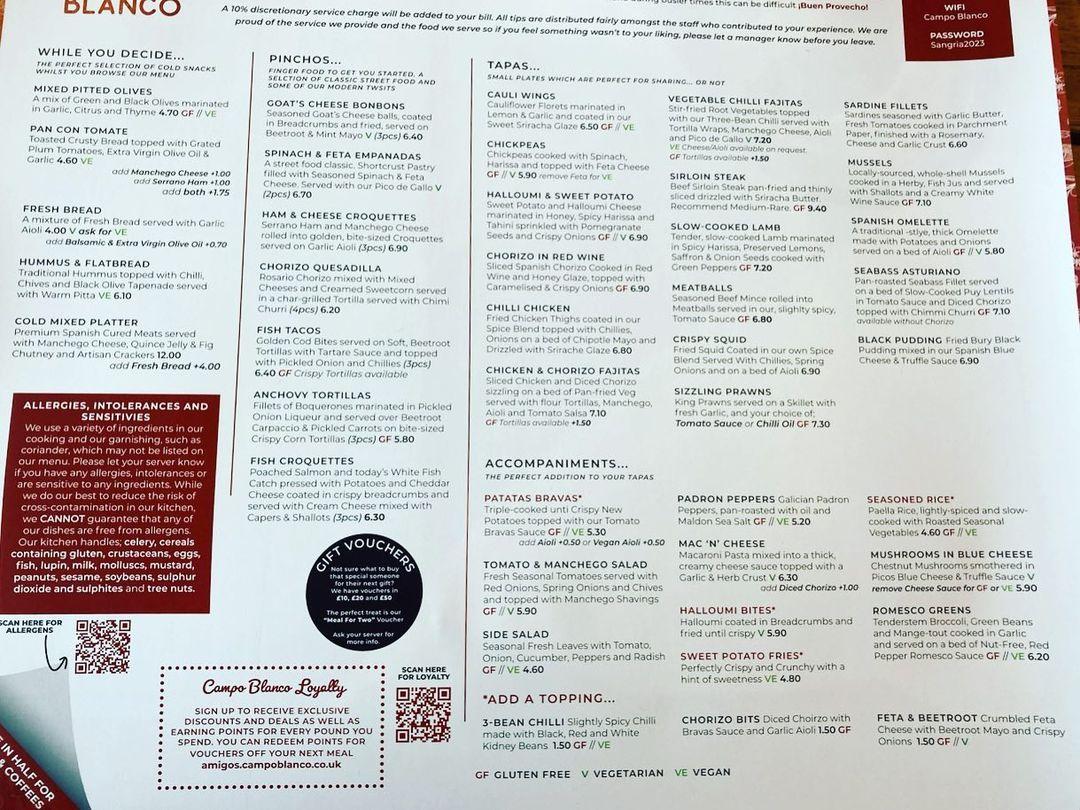 BLANCO
during busier times this can be difficult ¡Buen Provecho!
A 10% discretionary service charge will be added to your bill. All tips are distributed fairly amongst the staff who contributed to your experience. We are
proud of the service we provide and the food we serve so if you feel something wasn't to your liking, please let a manager know before you leave.
WIFI
Campo Blanco
PASSWORD
Sangria2023
WHILE YOU DECIDE...
THE PERFECT SELECTION OF COLD SNACKS
WHILST YOU BROWSE OUR MENU
MIXED PITTED OLIVES
A mix of Green and Black Olives marinated
in Garlic, Citrus and Thyme 4.70 GF // VE
PAN CON TOMATE
Toasted Crusty Bread topped with Grated
Plum Tomatoes, Extra Virgin Olive Oil &
Garlic 4.60 VE
add Manchego Cheese +1.00
add Serrano Ham +1.00
add both +1.75
FRESH BREAD
A mixture of Fresh Bread served with Garlic
Aioli 4.00 V ask for VE
add Balsamic & Extra Virgin Olive Oil +0.70
HUMMUS & FLATBREAD
Traditional Hummus topped with Chilli,
Chives and Black Olive Tapenade served
with Warm Pitta VE 6.10
COLD MIXED PLATTER
Premium Spanish Cured Meats served
with Manchego Cheese, Quince Jelly & Fig
Chutney and Artisan Crackers 12.00
add Fresh Bread +4.00
ALLERGIES, INTOLERANCES AND
SENSITIVIES
We use a variety of ingredients in our
cooking and our garnishing, such as
coriander, which may not be listed on
our menu. Please let your server know
if you have any allergies, intolerances or
are sensitive to any ingredients. While
we do our best to reduce the risk of
cross-contamination in our kitchen,
we CANNOT guarantee that any of
our dishes are free from allergens.
Our kitchen handles; celery, cereals
containing gluten, crustaceans, eggs,
fish, lupin, milk, molluscs, mustard,
peanuts, sesame, soybeans, sulphur
dioxide and sulphites and tree nuts.
SCAN HERE FOR
ALLERGENS
IN HALF FOR
& COFFEES
PINCHOS...
FINGER FOOD TO GET YOU STARTED. A
SELCTION OF CLASSIC STREET FOOD AND
SOME OF OUR MODERN TWSITS
GOAT'S CHEESE BONBONS
Seasoned Goat's Cheese balls, coated
in Breadcrumbs and fried, served on
Beetroot & Mint Mayo V (3pcs) 6.40
SPINACH & FETA EMPANADAS
A street food classic. Shortcrust Pastry
filled with Seasoned Spinach & Feta
Cheese. Served with our Pico de Gallo V
(2pcs) 6.70
HAM & CHEESE CROQUETTES
Serrano Ham and Manchego Cheese
rolled into golden, bite-sized Croquettes
served on Garlic Aioli (3pcs) 6.90
CHORIZO QUESADILLA
Rosario Chorizo mixed with Mixed
Cheeses and Creamed Sweetcorn served
in a char-grilled Tortilla served with Chimi
Churri (4pcs) 6.20
FISH TACOS
Golden Cod Bites served on Soft, Beetroot
Tortillas with Tartare Sauce and topped
with Pickled Onion and Chillies (3pcs)
6.40 GF Crispy Tortillas available
ANCHOVY TORTILLAS
Fillets of Boquerones marinated in Pickled
Onion Liqueur and served over Beetroot
Carpaccio & Pickled Carrots on bite-sized
Crispy Corn Tortillas (3pcs) GF 5.80
FISH CROQUETTES
Poached Salmon and today's White Fish
Catch pressed with Potatoes and Cheddar
Cheese coated in crispy breadcrumbs and
served with Cream Cheese mixed with
Capers & Shallots (3pcs) 6.30
GIFT VOUCHERS
Not sure what to buy
that special someone
for their next gift?
We have vouchers in
£10, £20 and £50
The perfect treat is our
"Meal For Two" Voucher
Ask your server for
more info.
Campo Blanco Loyalty
SIGN UP TO RECEIVE EXCLUSIVE
DISCOUNTS AND DEALS AS WELL AS
EARNING POINTS FOR EVERY POUND YOU
SPEND. YOU CAN REDEEM POINTS FOR
VOUCHERS OFF YOUR NEXT MEAL
amigos.campoblanco.co.uk
SCAN HERE
FOR LOYALTY
TAPAS...
SMALL PLATES WHICH ARE PERFECT FOR SHARING... OR NOT
CAULI WINGS
Cauliflower Florets marinated in
Lemon & Garlic and coated in our
Sweet Sriracha Glaze 6.50 GF // VE
CHICKPEAS
Chickpeas cooked with Spinach,
Harissa and topped with Feta Cheese
GF // V 5.90 remove Feta for VE
HALLOUMI & SWEET POTATO
Sweet Potato and Halloumi Cheese
marinated in Honey, Spicy Harissa and
Tahini sprinkled with Pomegranate
Seeds and Crispy Onions GF // V 6.90
CHORIZO IN RED WINE
Sliced Spanish Chorizo Cooked in Red
Wine and Honey Glaze, topped with
Caramelised & Crispy Onions GF 6.90
CHILLI CHICKEN
Fried Chicken Thighs coated in our
Spice Blend topped with Chillies,
Onions on a bed of Chipotle Mayo and
Drizzled with Srirache Glaze 6.80
CHICKEN & CHORIZO FAJITAS
Sliced Chicken and Diced Chorizo
sizzling on a bed of Pan-fried Veg
served with flour Tortillas, Manchego,
Aioli and Tomato Salsa 7.10
GF Tortillas available +1.50
VEGETABLE CHILLI FAJITAS
Stir-fried Root Vegetables topped
with our Three-Bean Chilli served with
Tortilla Wraps, Manchego Cheese, Aioli
and Pico de Gallo V 7.20
VE Cheese/Aioli available on request.
GF Tortillas available +1.50
SIRLOIN STEAK
Beef Sirloin Steak pan-fried and thinly
sliced drizzled with Sriracha Butter.
Recommend Medium-Rare. GF 9.40
SLOW-COOKED LAMB
Tender, slow-cooked Lamb marinated
in Spicy Harissa, Preserved Lemons,
Saffron & Onion Seeds cooked with
Green Peppers GF 7.20
MEATBALLS
Seasoned Beef Mince rolled into
Meatballs served in our, slighlty spicy,
Tomato Sauce GF 6.80
CRISPY SQUID
Fried Squid Coated in our own Spice
Blend Served With Chillies, Spring
Onions and on a bed of Aioli 6.90
SIZZLING PRAWNS
King Prawns served on a Skillet with
fresh Garlic, and your choice of;
Tomato Sauce or Chilli Oil GF 7.30
SARDINE FILLETS
Sardines seasoned with Garlic Butter,
Fresh Tomatoes cooked in Parchment
Paper, finished with a Rosemary,
Cheese and Garlic Crust 6.60
MUSSELS
Locally-sourced, whole-shell Mussels
cooked in a Herby, Fish Jus and served
with Shallots and a Creamy White
Wine Sauce GF 7.10
SPANISH OMELETTE
A traditional -stlye, thick Omelette
made with Potatoes and Onions
served on a bed of Aioli GF // V 5.80
SEABASS ASTURIANO
Pan-roasted Seabass Fillet served
on a bed of Slow-Cooked Puy Lentils
in Tomato Sauce and Diced Chorizo
topped with Chimmi Churri GF 7.10
available without Chorizo
BLACK PUDDING Fried Bury Black
Pudding mixed in our Spanish Blue
Cheese & Truffle Sauce 6.90
ACCOMPANIMENTS...
THE PERFECT ADDITION TO YOUR TAPAS
PATATAS BRAVAS*
Triple-cooked unti Crispy New
Potatoes topped with our Tomato
Bravas Sauce GF // VE 5.30
add Aioli +0.50 or Vegan Aioli +0.50
TOMATO & MANCHEGO SALAD
Fresh Seasonal Tomatoes served with
Red Onions, Spring Onions and Chives
and topped with Manchego Shavings
GF // V 5.90
SIDE SALAD
Seasonal Fresh Leaves with Tomato,
Onion, Cucumber, Peppers and Radish
GF // VE 4.60
PADRON PEPPERS Galician Padron
Peppers, pan-roasted with oil and
Maldon Sea Salt GF // VE 5.20
MAC 'N' CHEESE
Macaroni Pasta mixed into a thick,
creamy cheese sauce topped with a
Garlic & Herb Crust V 6.30
add Diced Chorizo +1.00
HALLOUMI BITES*
Halloumi coated in Breadcrumbs and
fried until crispy V 5.90
SWEET POTATO FRIES*
Perfectly Crispy and Crunchy with a
hint of sweetness VE 4.80
SEASONED RICE*
Paella Rice, lightly-spiced and slow-
cooked with Roasted Seasonal
Vegetables 4.60 GF // VE
MUSHROOMS IN BLUE CHEESE
Chestnut Mushrooms smothered in
Picos Blue Cheese & Truffle Sauce V
remove Cheese Sauce for GF or VE 5.90
ROMESCO GREENS
Tenderstem Broccoli, Green Beans
and Mange-tout cooked in Garlic
and served on a bed of Nut-Free, Red
Pepper Romesco Sauce GF // VE 6.20
*ADD A TOPPING...
3-BEAN CHILLI Slightly Spicy Chilli
made with Black, Red and White
Kidney Beans 1.50 GF // VE
CHORIZO BITS Diced Choirzo with
Bravas Sauce and Garlic Aioli 1.50 GF
FETA & BEETROOT Crumbled Feta
Cheese with Beetroot Mayo and Crispy
Onions 1.50 GF // V
GF GLUTEN FREE V VEGETARIAN VE VEGAN